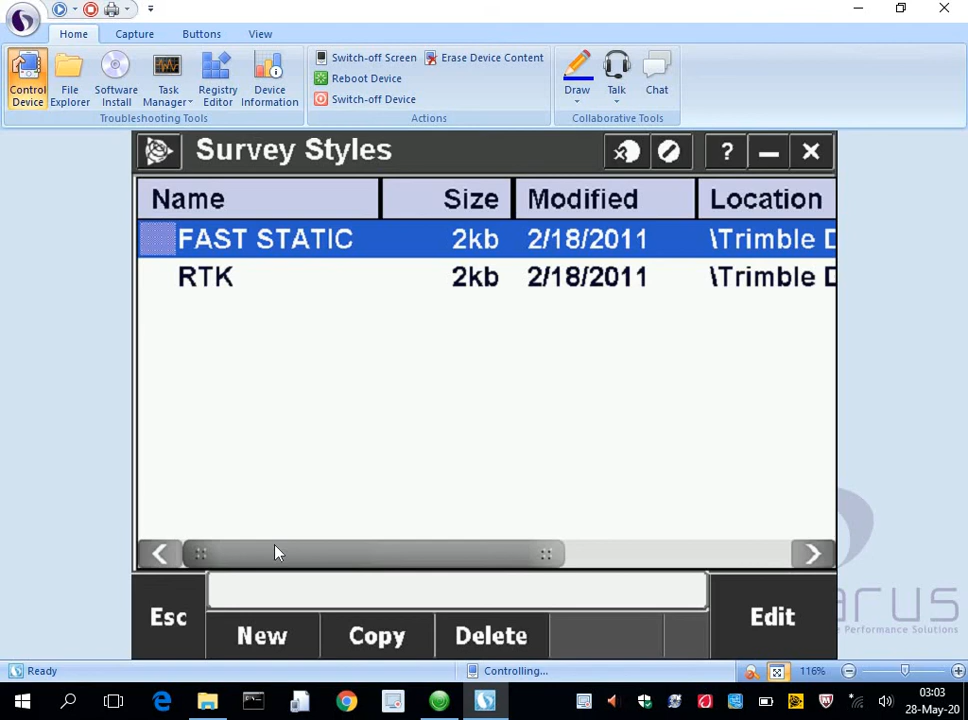 Home Capture Buttons View
Control Device
File Explorer
Software Install
Task Manager
Registry Editor
Device Information
Troubleshooting Tools
Switch-off Screen
Reboot Device
Switch-off Device
Erase Device Content
Actions
Draw
Talk
Chat
Collaborative Tools
Survey Styles ?
Name Size Modified Location
FAST STATIC 2kb 2/18/2011 \Trimble D
RTK 2kb 2/18/2011 \Trimble D
Esc
New Copy Delete
Edit
arus
e Performance Solutions
Ready Controlling... 116%
03:03
28-May-20